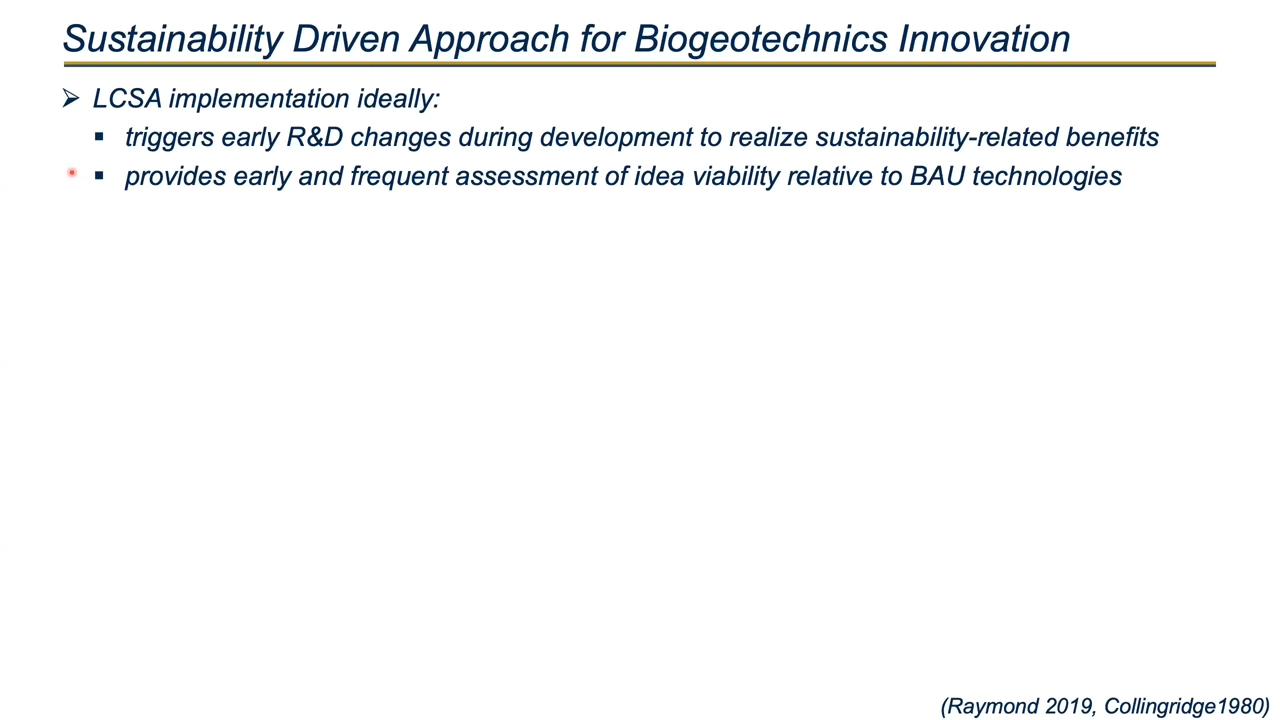 Sustainability Driven Approach for Biogeotechnics Innovation
➢ LCSA implementation ideally:
▪ triggers early R&D changes during development to realize sustainability-related benefits
▪ provides early and frequent assessment of idea viability relative to BAU technologies
(Raymond 2019, Collingridge1980)